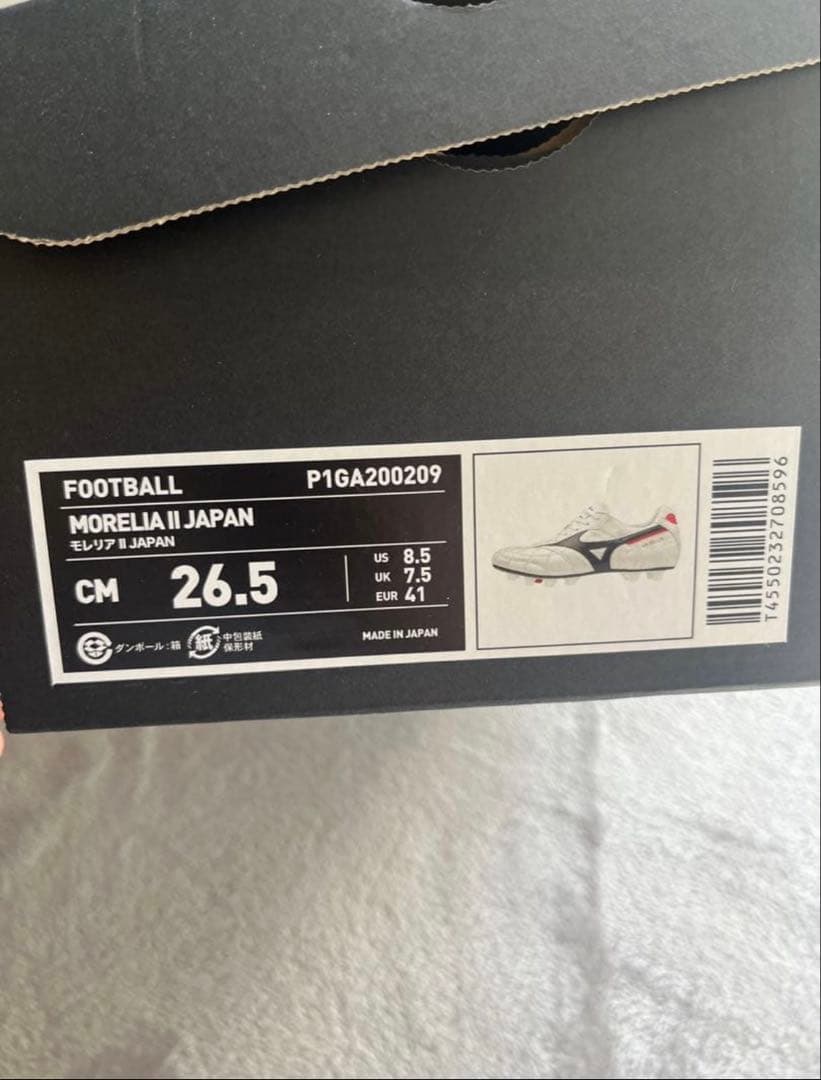 FOOTBALL P1GA200209
MORELIA II JAPAN
モレリア II JAPAN
CM 26.5
US 8.5
UK 7.5
EUR 41
ダンボール:箱
紙 中包装紙
保形材
MADE IN JAPAN
T4550232708596